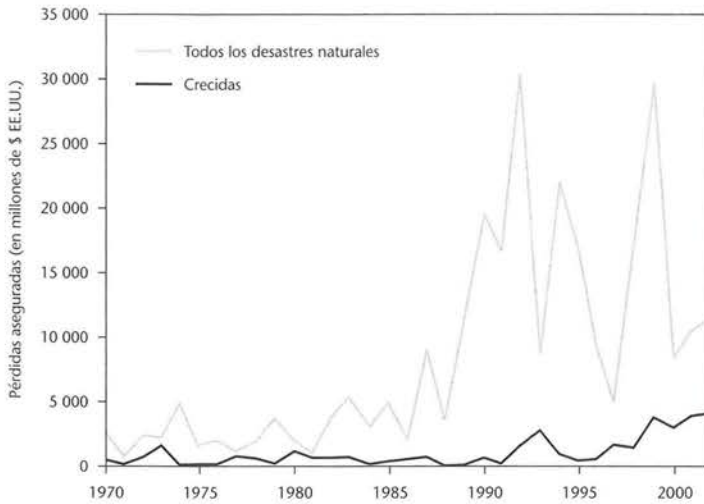 35 000
30 000
25 000
20 000
15 000
10 000
5 000
0
Pérdidas aseguradas (en millones de $ EE.UU.)
Todos los desastres naturales
Crecidas
1970 1975 1980 1985 1990 1995 2000